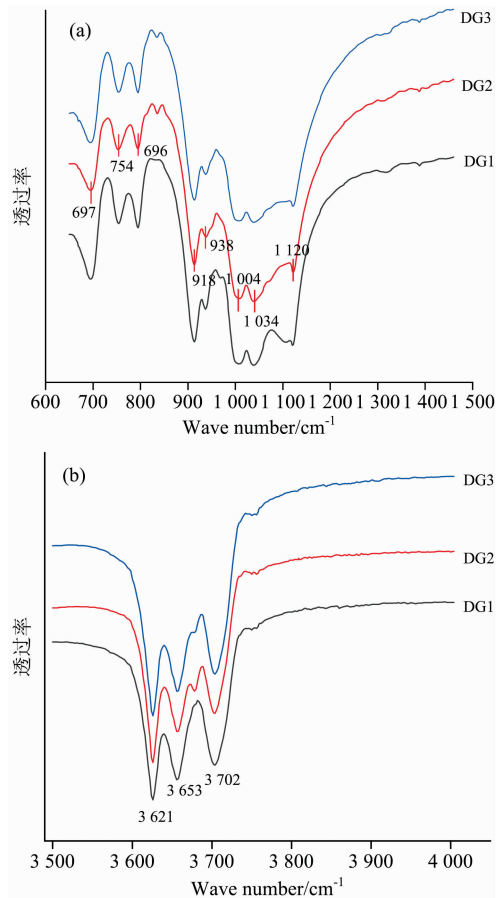 (a)
DG3
DG2
DG1
697
754
696
918
938
1 004
1 034
1 120
透过率
600 700 800 900 1 000 1 100 1 200 1 300 1 400 1 500
Wave number/cm-1
(b)
DG3
DG2
DG1
3 621
3 653
3 702
透过率
3 500 3 600 3 700 3 800 3 900 4 000
Wave number/cm-1